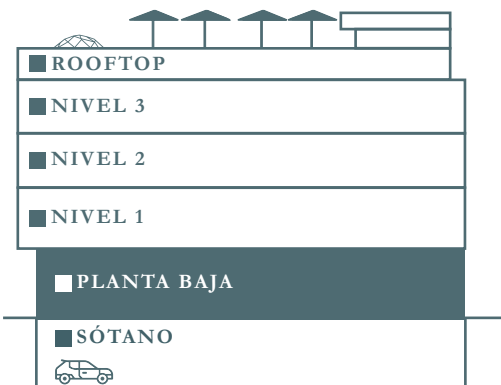 ROOFTOP
NIVEL 3
NIVEL 2
NIVEL 1
PLANTA BAJA
SÓTANO